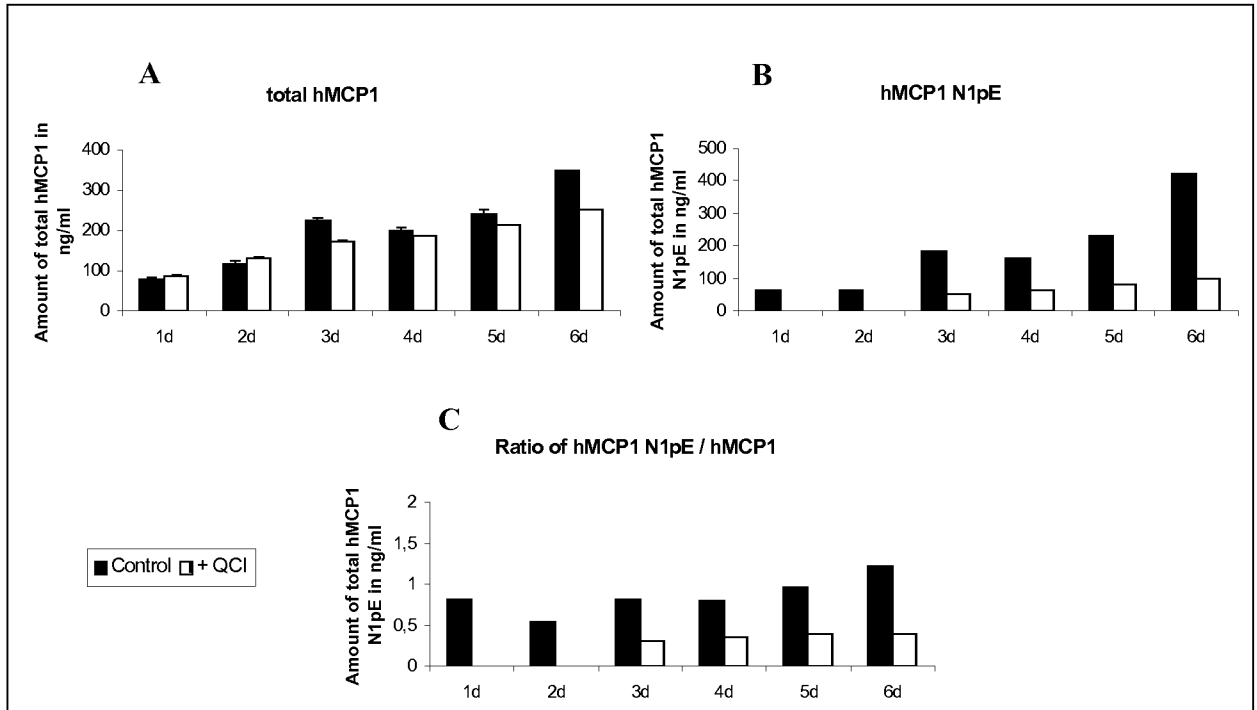 A
total hMCP1
Amount of total hMCP1 in
ng/ml
400
300
200
100
0
1d 2d 3d 4d 5d 6d
B
hMCP1 N1pE
Amount of total hMCP1
N1pE in ng/ml
500
400
300
200
100
0
1d 2d 3d 4d 5d 6d
C
Ratio of hMCP1 N1pE / hMCP1
Amount of total hMCP1
N1pE in ng/ml
2
1,5
1
0,5
0
1d 2d 3d 4d 5d 6d
Control + QCI